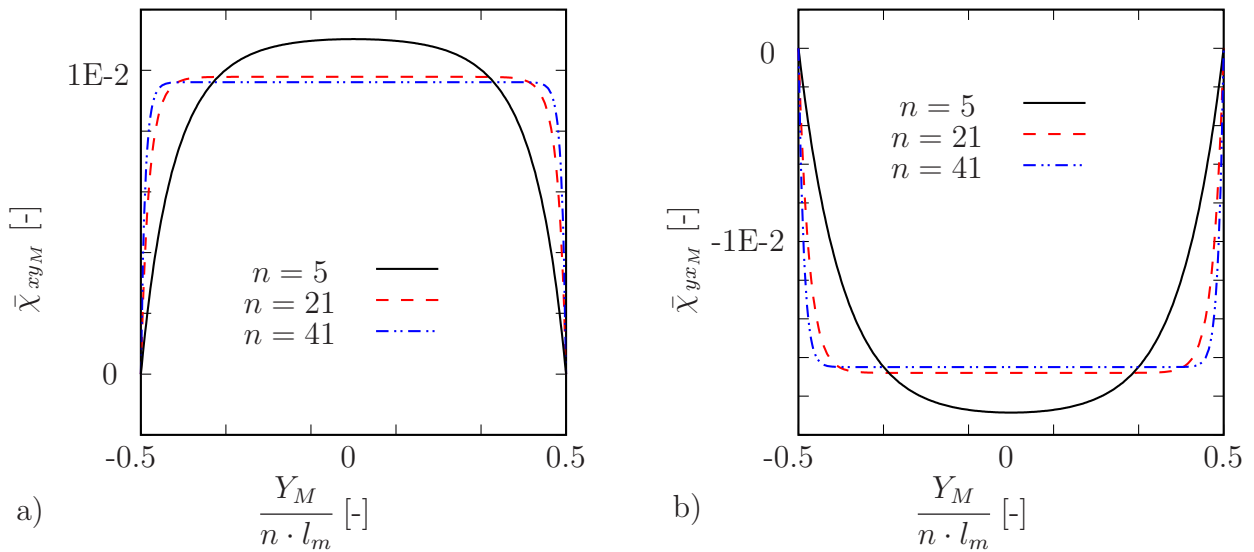 1E-2
0
χ̄ xy_M [-]
n = 5
n = 21
n = 41
-0.5 0 0.5
Y_M
n · l_m
[-]
a)
0
-1E-2
χ̄ yx_M [-]
n = 5
n = 21
n = 41
-0.5 0 0.5
Y_M
n · l_m
[-]
b)